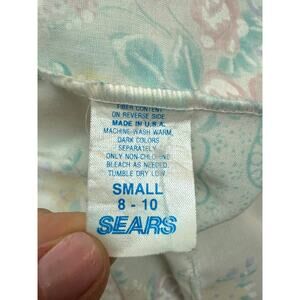 FIBER CONTENT
ON REVERSE SIDE
MADE IN U.S.A.
MACHINE WASH WARM,
DARK COLORS
SEPARATELY.
ONLY NON-CHLORINE
BLEACH AS NEEDED.
TUMBLE DRY LOW.
SMALL
8 - 10
SEARS